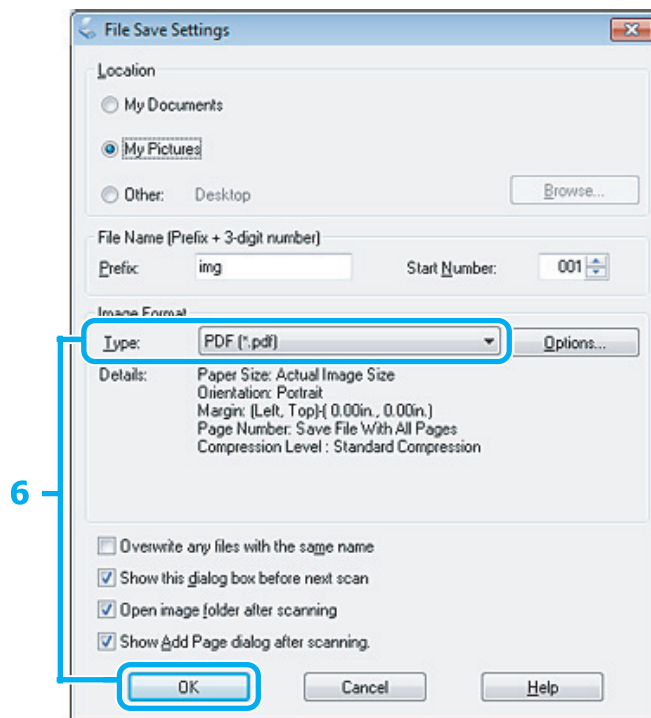 File Save Settings
Location
My Documents
My Pictures
Other: Desktop Browse...
File Name (Prefix + 3-digit number)
Prefix: img Start Number: 001
Image Format
Type: PDF (*.pdf) Options...
Details: Paper Size: Actual Image Size
Orientation: Portrait
Margin: (Left, Top)-( 0.00in., 0.00in.)
Page Number: Save File With All Pages
Compression Level : Standard Compression
6
Overwrite any files with the same name
Show this dialog box before next scan
Open image folder after scanning
Show Add Page dialog after scanning.
OK Cancel Help